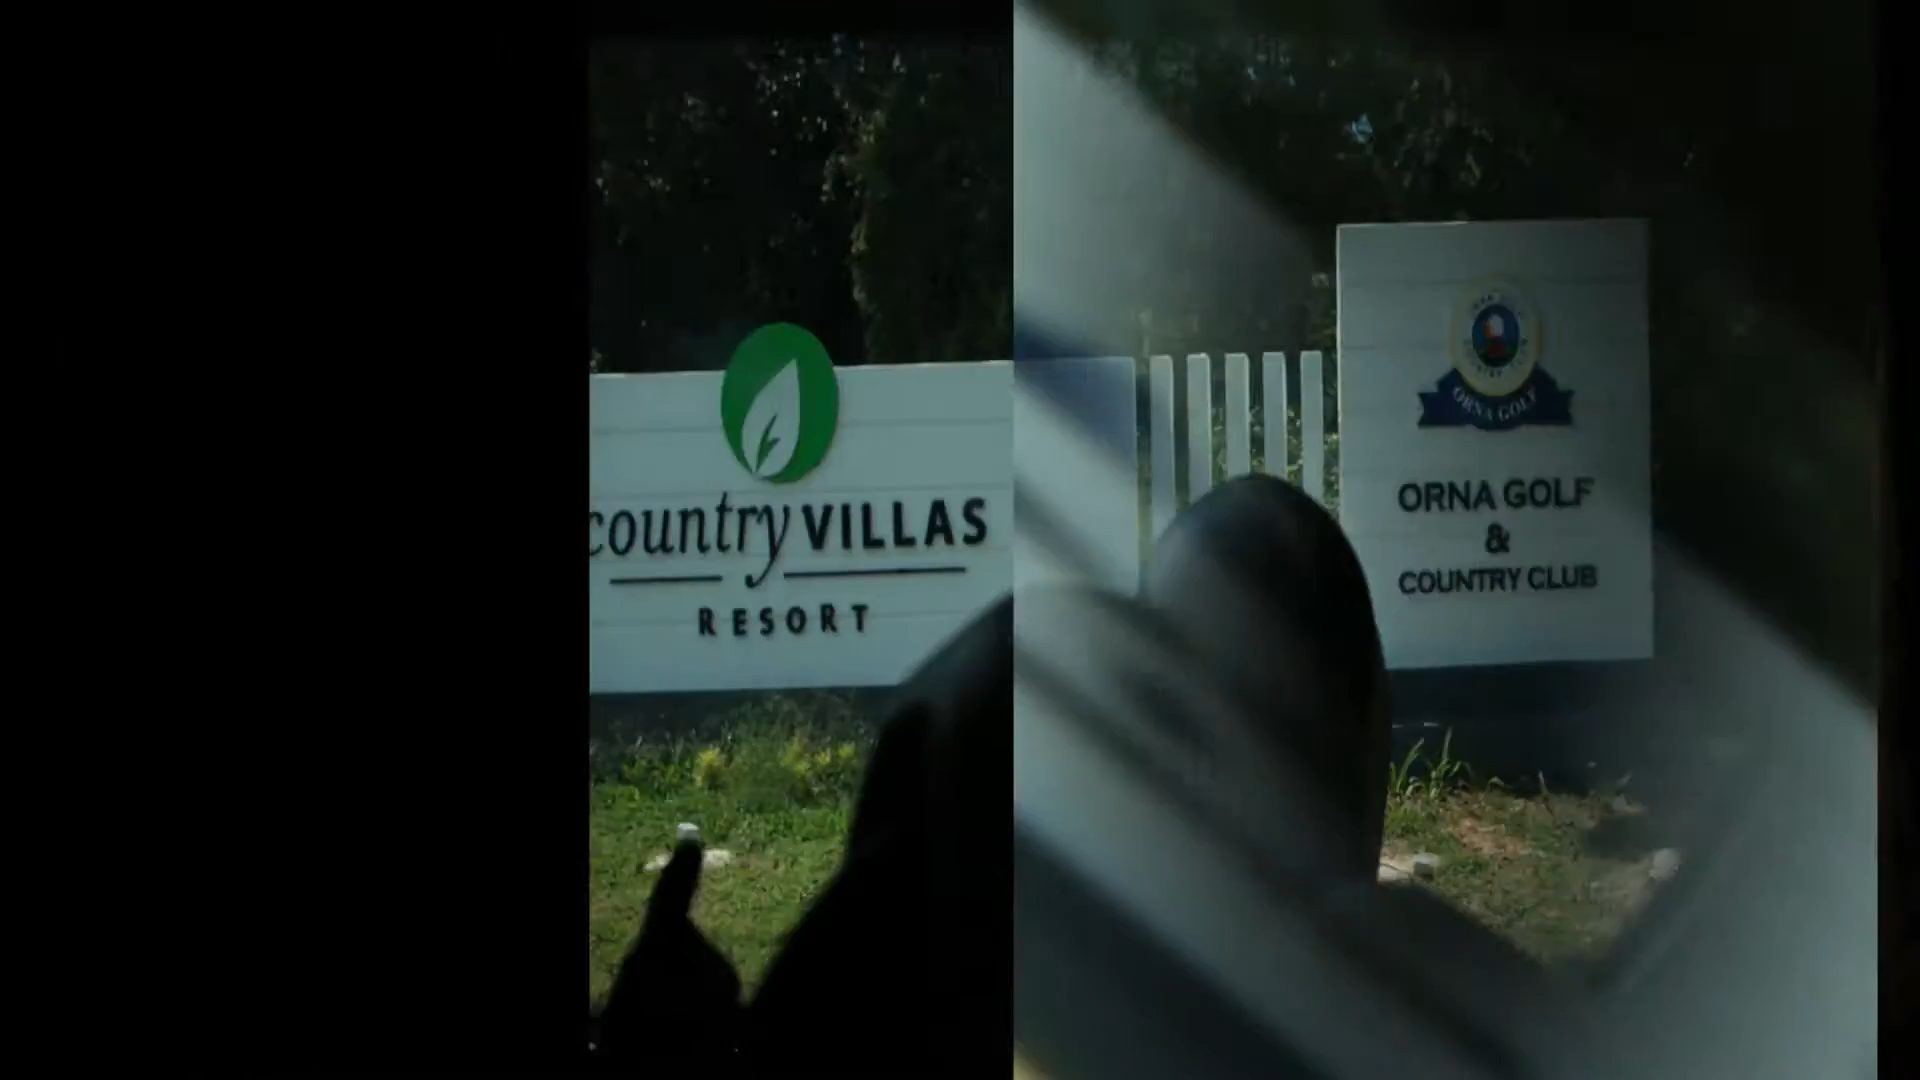 country VILLAS
RESORT
ORNA GOLF
ORNA GOLF
&
COUNTRY CLUB